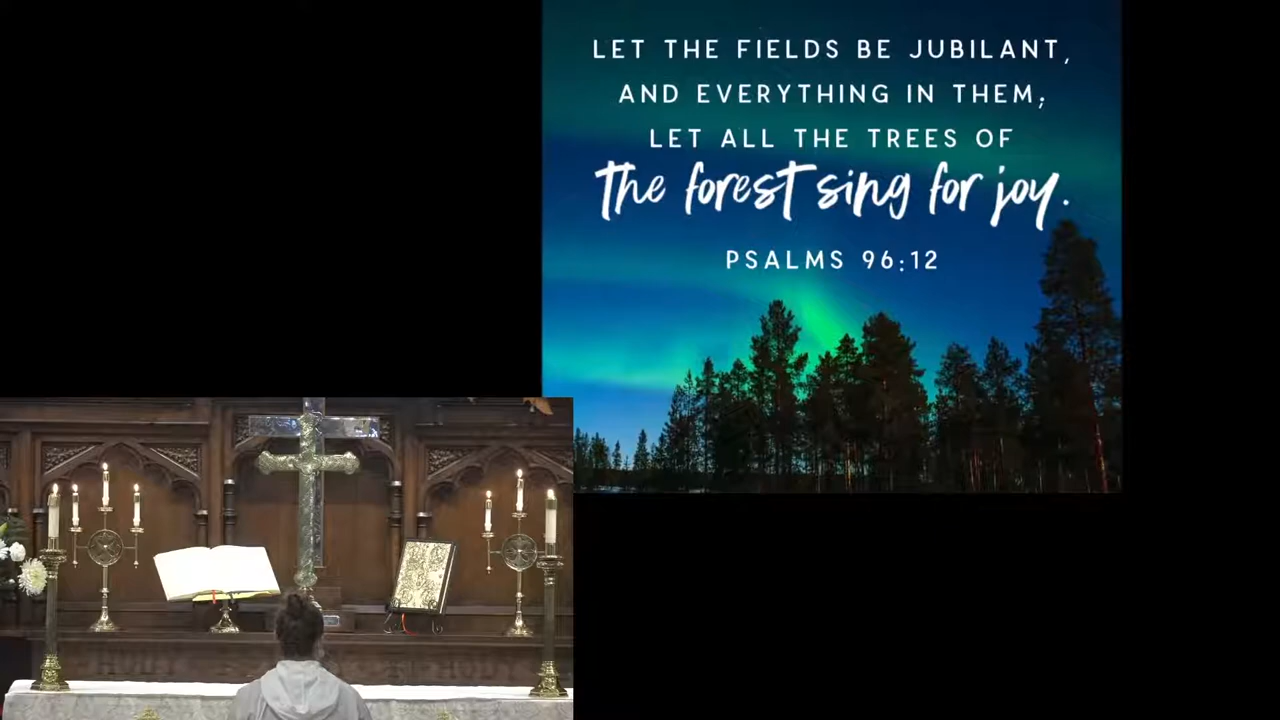 LET THE FIELDS BE JUBILANT,
AND EVERYTHING IN THEM;
LET ALL THE TREES OF
the forest sing for joy.
PSALMS 96:12